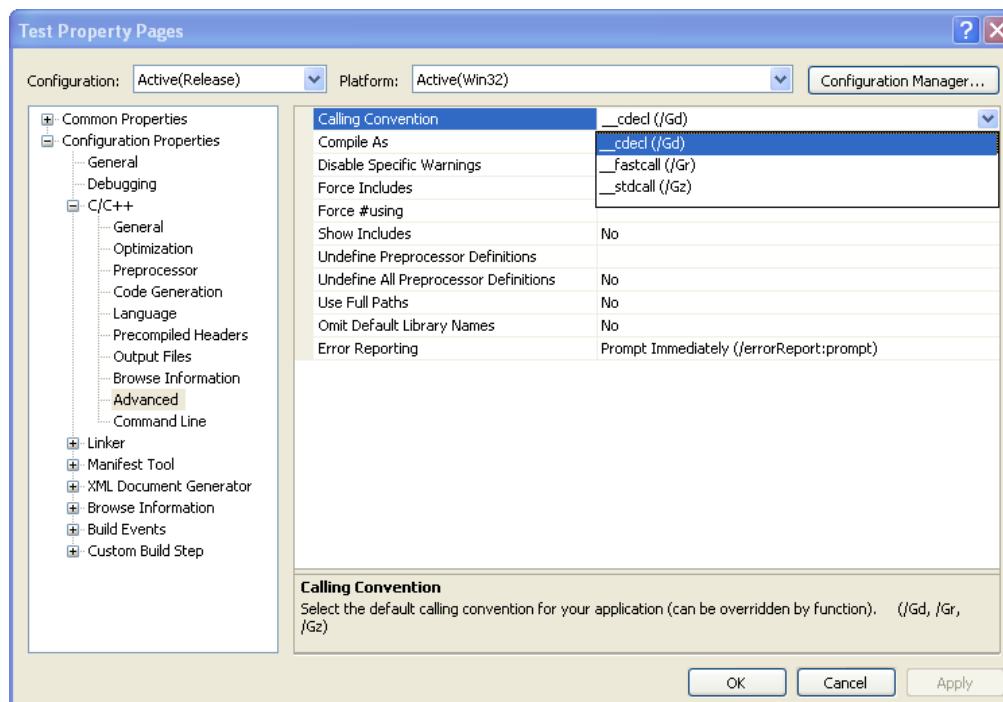 Test Property Pages
Configuration: Active(Release) Platform: Active(Win32) Configuration Manager...
Common Properties
Configuration Properties
General
Debugging
C/C++
General
Optimization
Preprocessor
Code Generation
Language
Precompiled Headers
Output Files
Browse Information
Advanced
Command Line
Linker
Manifest Tool
XML Document Generator
Browse Information
Build Events
Custom Build Step
Calling Convention __cdecl (/Gd)
Compile As
Disable Specific Warnings
Force Includes
Force #using
__cdecl (/Gd)
__fastcall (/Gr)
__stdcall (/Gz)
Show Includes No
Undefine Preprocessor Definitions
Undefine All Preprocessor Definitions No
Use Full Paths No
Omit Default Library Names No
Error Reporting Prompt Immediately (/errorReport:prompt)
Calling Convention
Select the default calling convention for your application (can be overridden by function). (/Gd, /Gr,
/Gz)
OK Cancel Apply